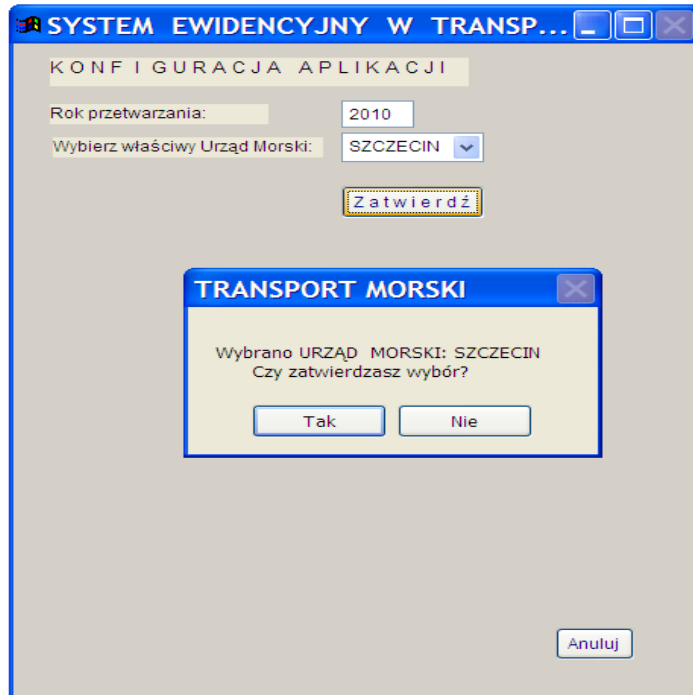 SYSTEM EWIDENCYJNY W TRANSP...
KONFIGURACJA APLIKACJI
Rok przetwarzania: 2010
Wybierz właściwy Urząd Morski: SZCZECIN
Zatwierdź
TRANSPORT MORSKI
Wybrano URZĄD MORSKI: SZCZECIN
Czy zatwierdzasz wybór?
Tak Nie
Anuluj